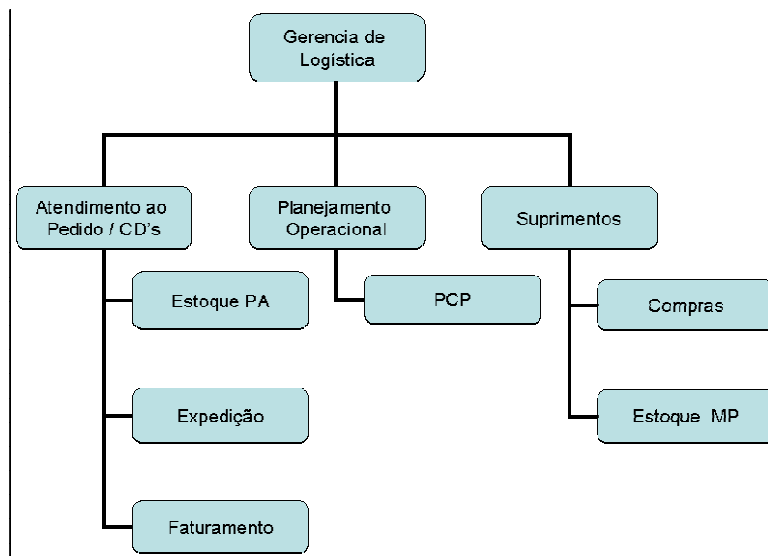 Gerencia de
Logística
Atendimento ao
Pedido / CD's
Planejamento
Operacional
Suprimentos
Estoque PA
PCP
Compras
Expedição
Estoque MP
Faturamento